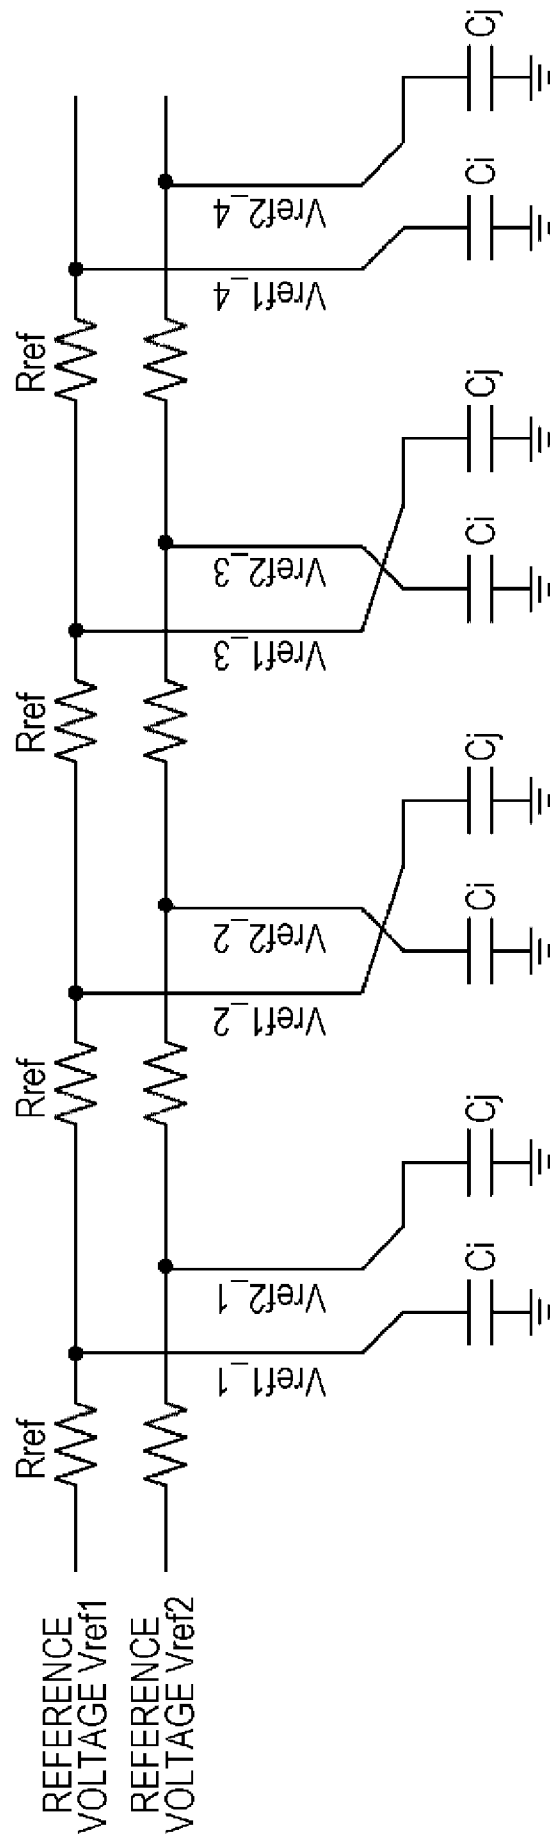 REFERENCE
VOLTAGE Vref1
REFERENCE
VOLTAGE Vref2
Rref
Rref
Rref
Rref
Vref1_1
Vref2_1
Vref1_2
Vref2_2
Vref1_3
Vref2_3
Vref1_4
Vref2_4
Ci
Cj
Ci
Cj
Ci
Cj
Ci
Cj